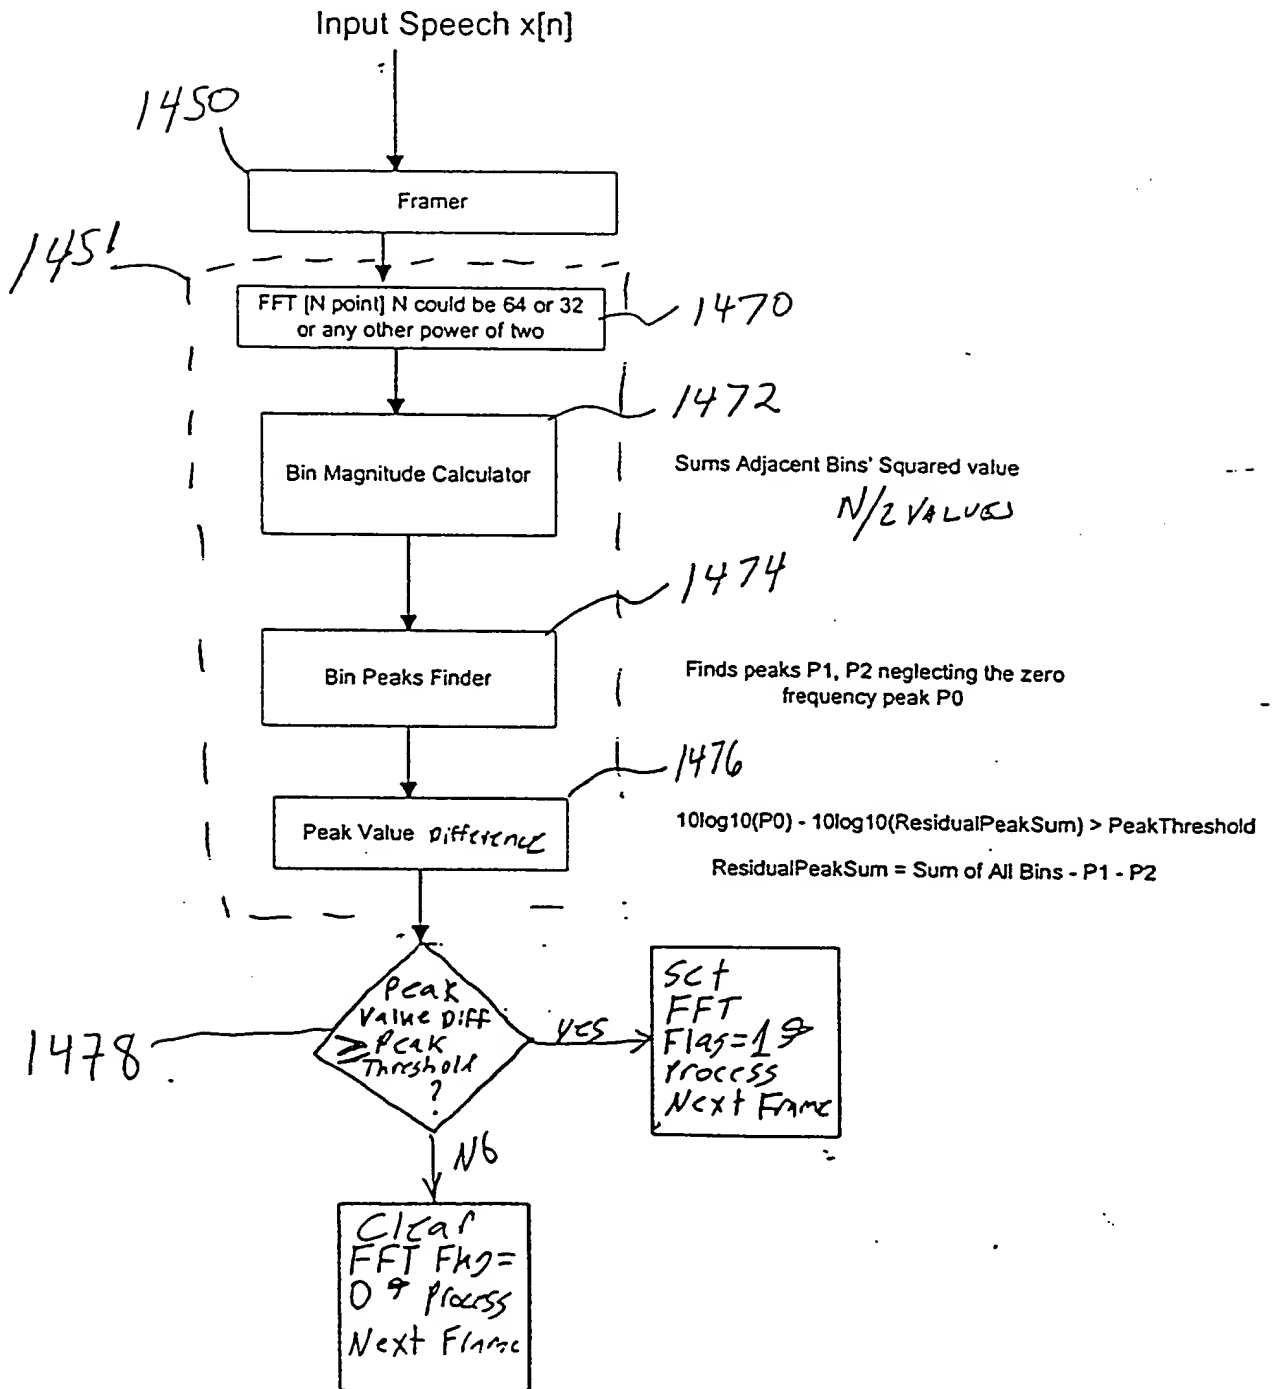 Input Speech x[n]
1450
Framer
1451
FFT [N point] N could be 64 or 32
or any other power of two
1470
1472
Bin Magnitude Calculator
Sums Adjacent Bins' Squared value
N/2 VALUES
1474
Bin Peaks Finder
Finds peaks P1, P2 neglecting the zero
frequency peak P0
1476
Peak Value Difference
10log10(P0) - 10log10(ResidualPeakSum) > PeakThreshold
ResidualPeakSum = Sum of All Bins - P1 - P2
Peak
Value Diff
≥ Peak
Threshold
?
1478
YES
Set
FFT
Flag=1 &
Process
Next Frame
NO
Clear
FFT Flag=
0 & Process
Next Frame